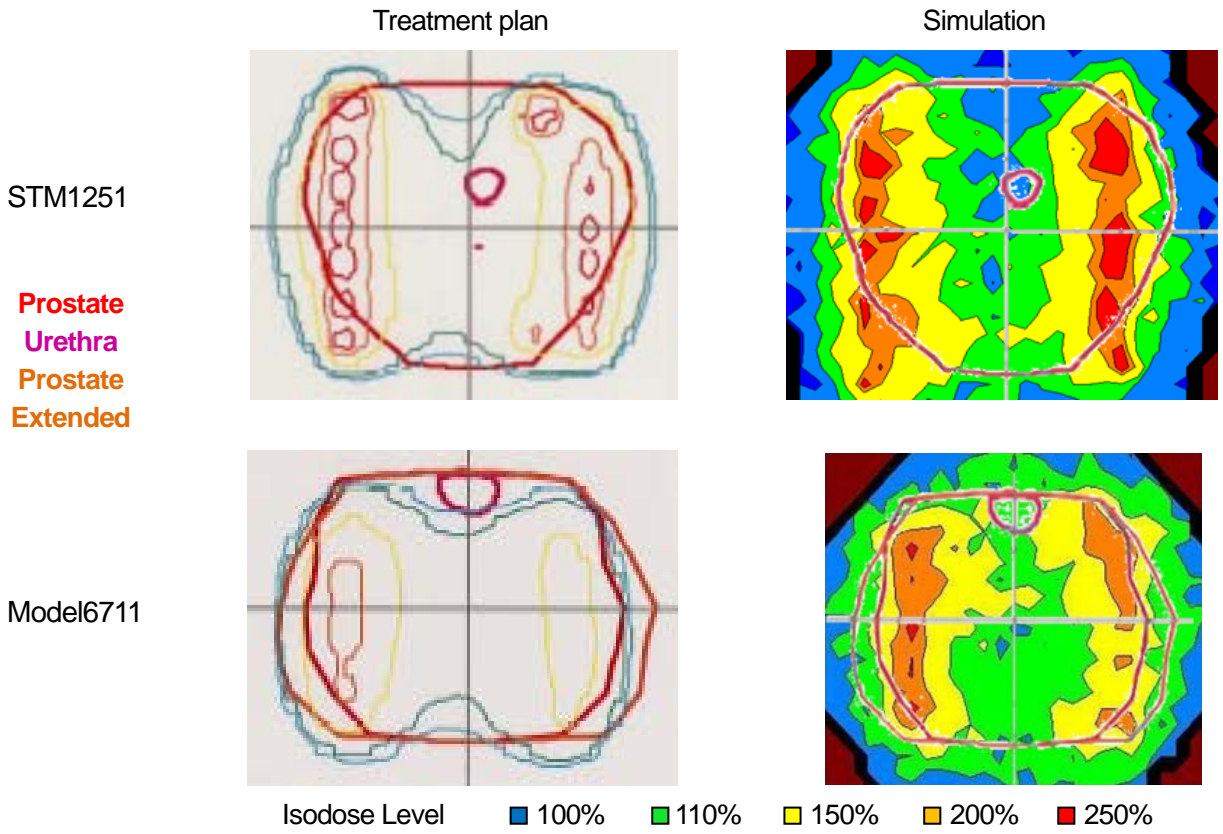 Treatment plan
Simulation
STM1251
Prostate
Urethra
Prostate
Extended
Model6711
Isodose Level 100% 110% 150% 200% 250%